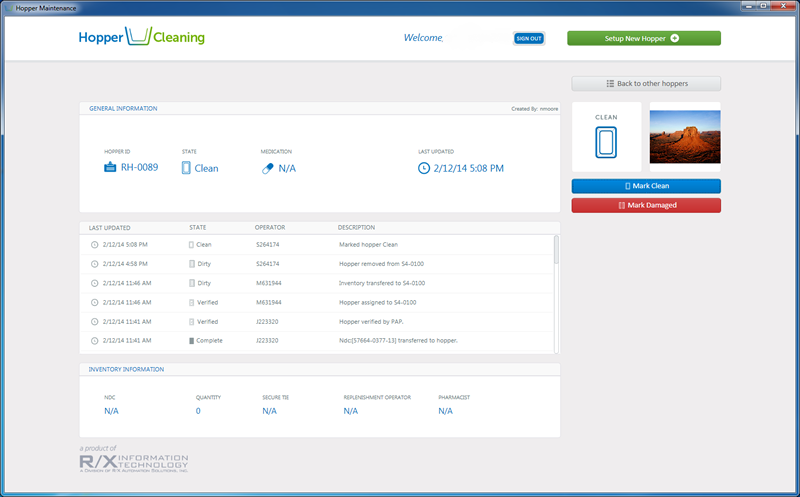 Hopper Maintenance
Hopper Cleaning
Welcome,
SIGN OUT
Setup New Hopper
Back to other hoppers
GENERAL INFORMATION
Created By: nmoore
HOPPER ID STATE MEDICATION LAST UPDATED
RH-0089 Clean N/A 2/12/14 5:08 PM
CLEAN
Mark Clean
Mark Damaged
LAST UPDATED STATE OPERATOR DESCRIPTION
2/12/14 5:08 PM Clean S264174 Marked hopper Clean
2/12/14 4:58 PM Dirty S264174 Hopper removed from S4-0100
2/12/14 11:46 AM Dirty M631944 Inventory transfered to S4-0100
2/12/14 11:46 AM Verified M631944 Hopper assigned to S4-0100
2/12/14 11:41 AM Verified J223320 Hopper verified by PAP.
2/12/14 11:41 AM Complete J223320 Ndc:[57664-0377-13] transferred to hopper.
INVENTORY INFORMATION
NDC QUANTITY SECURE TIE REPLENISHMENT OPERATOR PHARMACIST
N/A 0 N/A N/A N/A
a product of
R/X INFORMATION TECHNOLOGY
A DIVISION OF R/X AUTOMATION SOLUTIONS, INC.